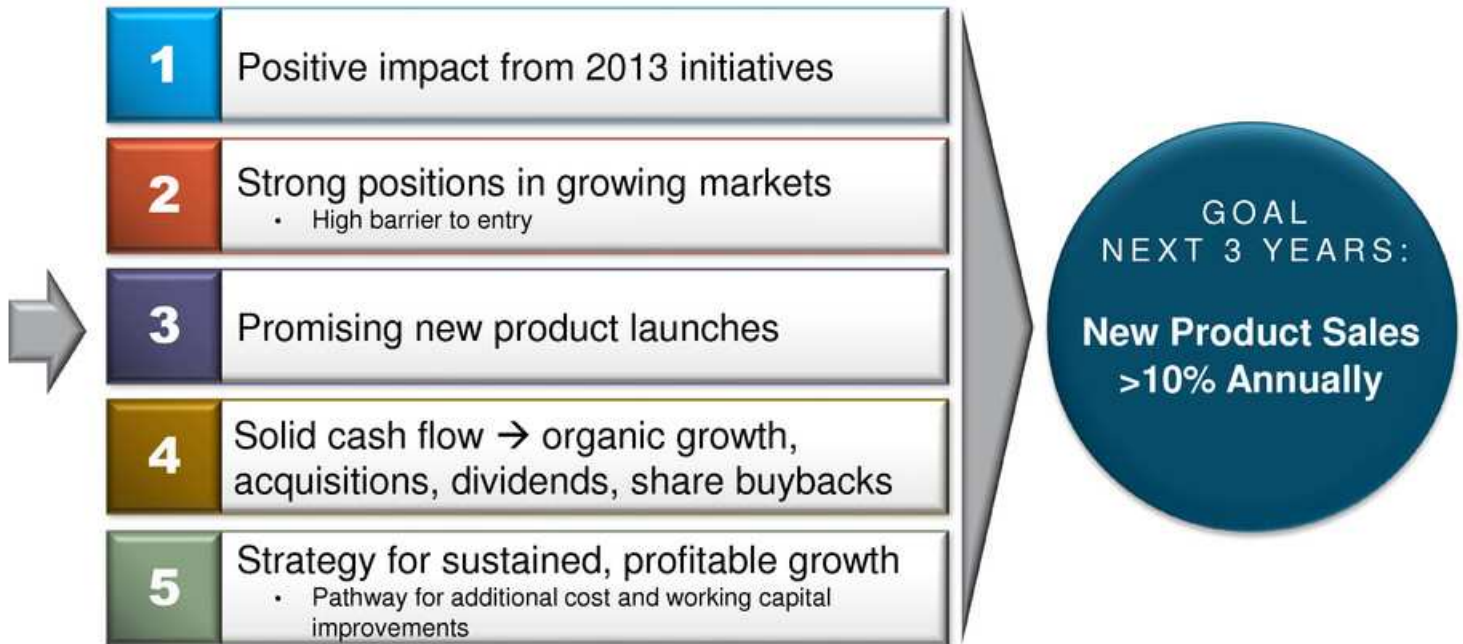 1
Positive impact from 2013 initiatives
2
Strong positions in growing markets
• High barrier to entry
3
Promising new product launches
4
Solid cash flow → organic growth,
acquisitions, dividends, share buybacks
5
Strategy for sustained, profitable growth
• Pathway for additional cost and working capital
improvements
GOAL
NEXT 3 YEARS:
New Product Sales
>10% Annually